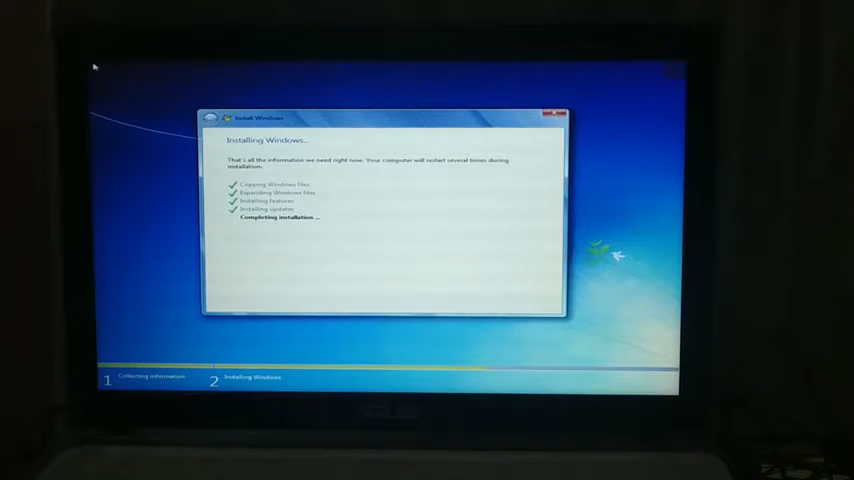 Install Windows
Installing Windows...
That's all the information we need right now. Your computer will restart several times during
installation.
Copying Windows files
Expanding Windows files
Installing features
Installing updates
Completing installation ...
1 Collecting information
2 Installing Windows
ASUS